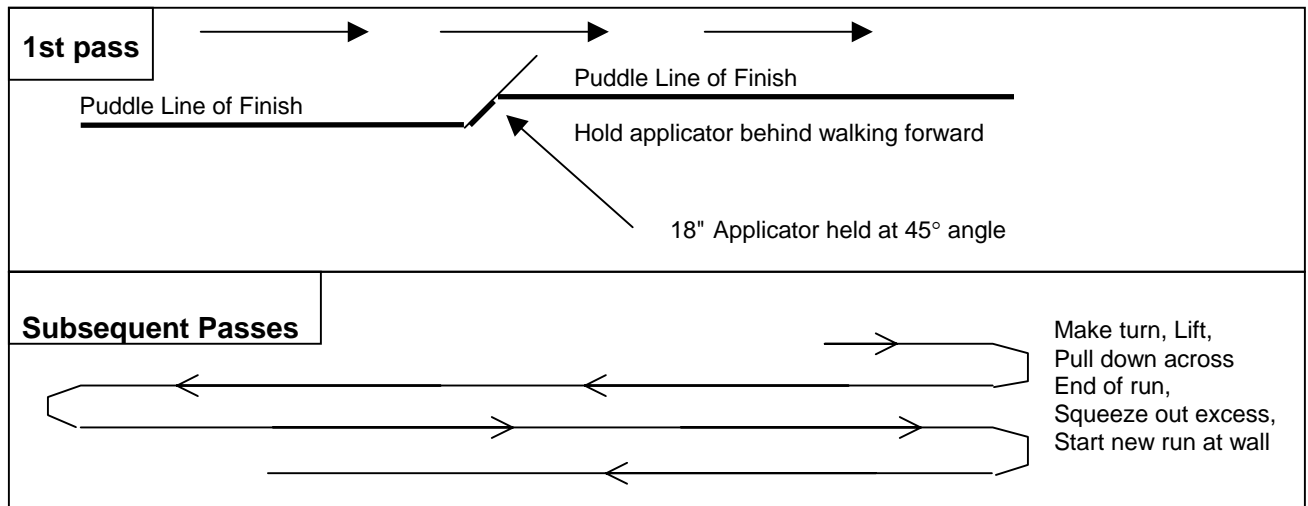 1st pass
Puddle Line of Finish
Puddle Line of Finish
Hold applicator behind walking forward
18" Applicator held at 45° angle
Subsequent Passes
Make turn, Lift,
Pull down across
End of run,
Squeeze out excess,
Start new run at wall